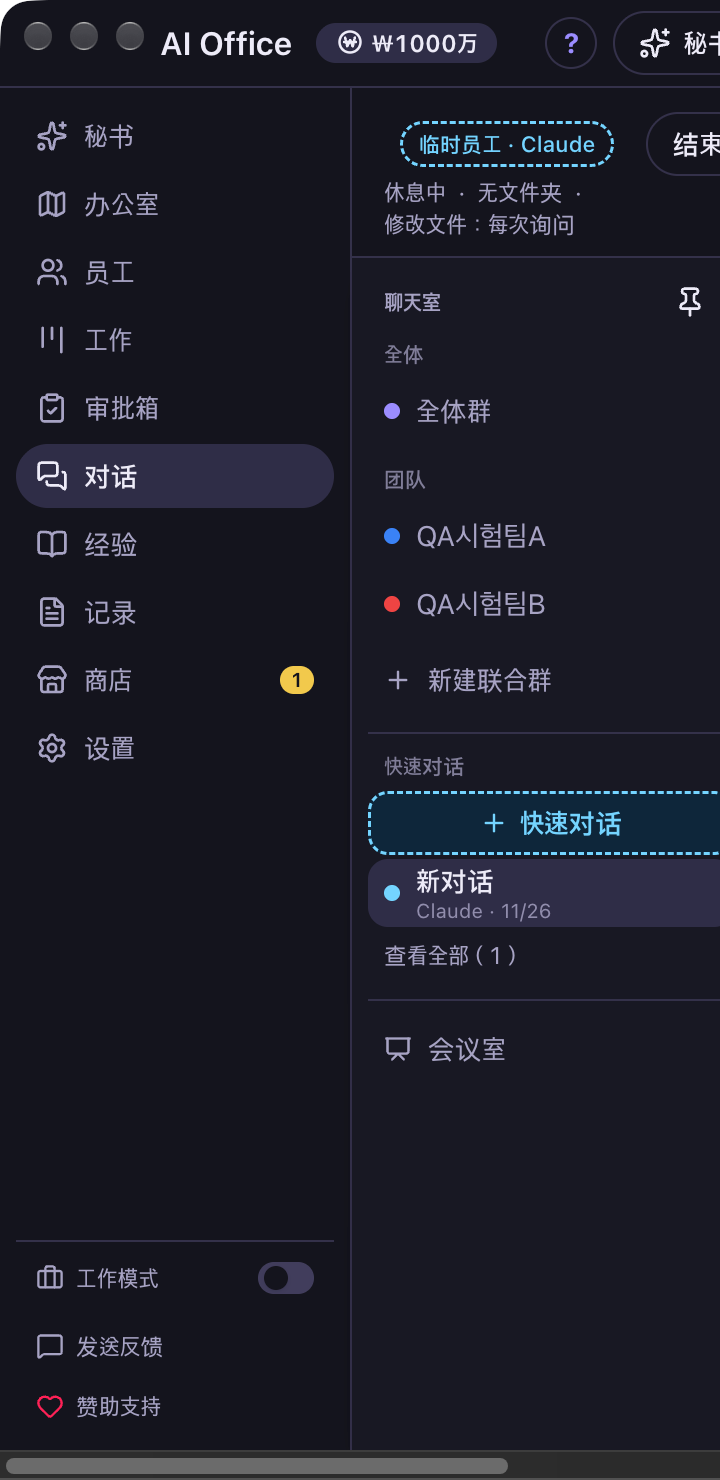 AI Office
₩1000万
?
秘书
办公室
员工
工作
审批箱
对话
经验
记录
商店
1
设置
工作模式
发送反馈
赞助支持
临时员工 · Claude
结束
休息中 · 无文件夹 ·
修改文件：每次询问
聊天室
全体
全体群
团队
QA시험팀A
QA시험팀B
+ 新建联合群
快速对话
+ 快速对话
新对话
Claude · 11/26
查看全部（1）
会议室